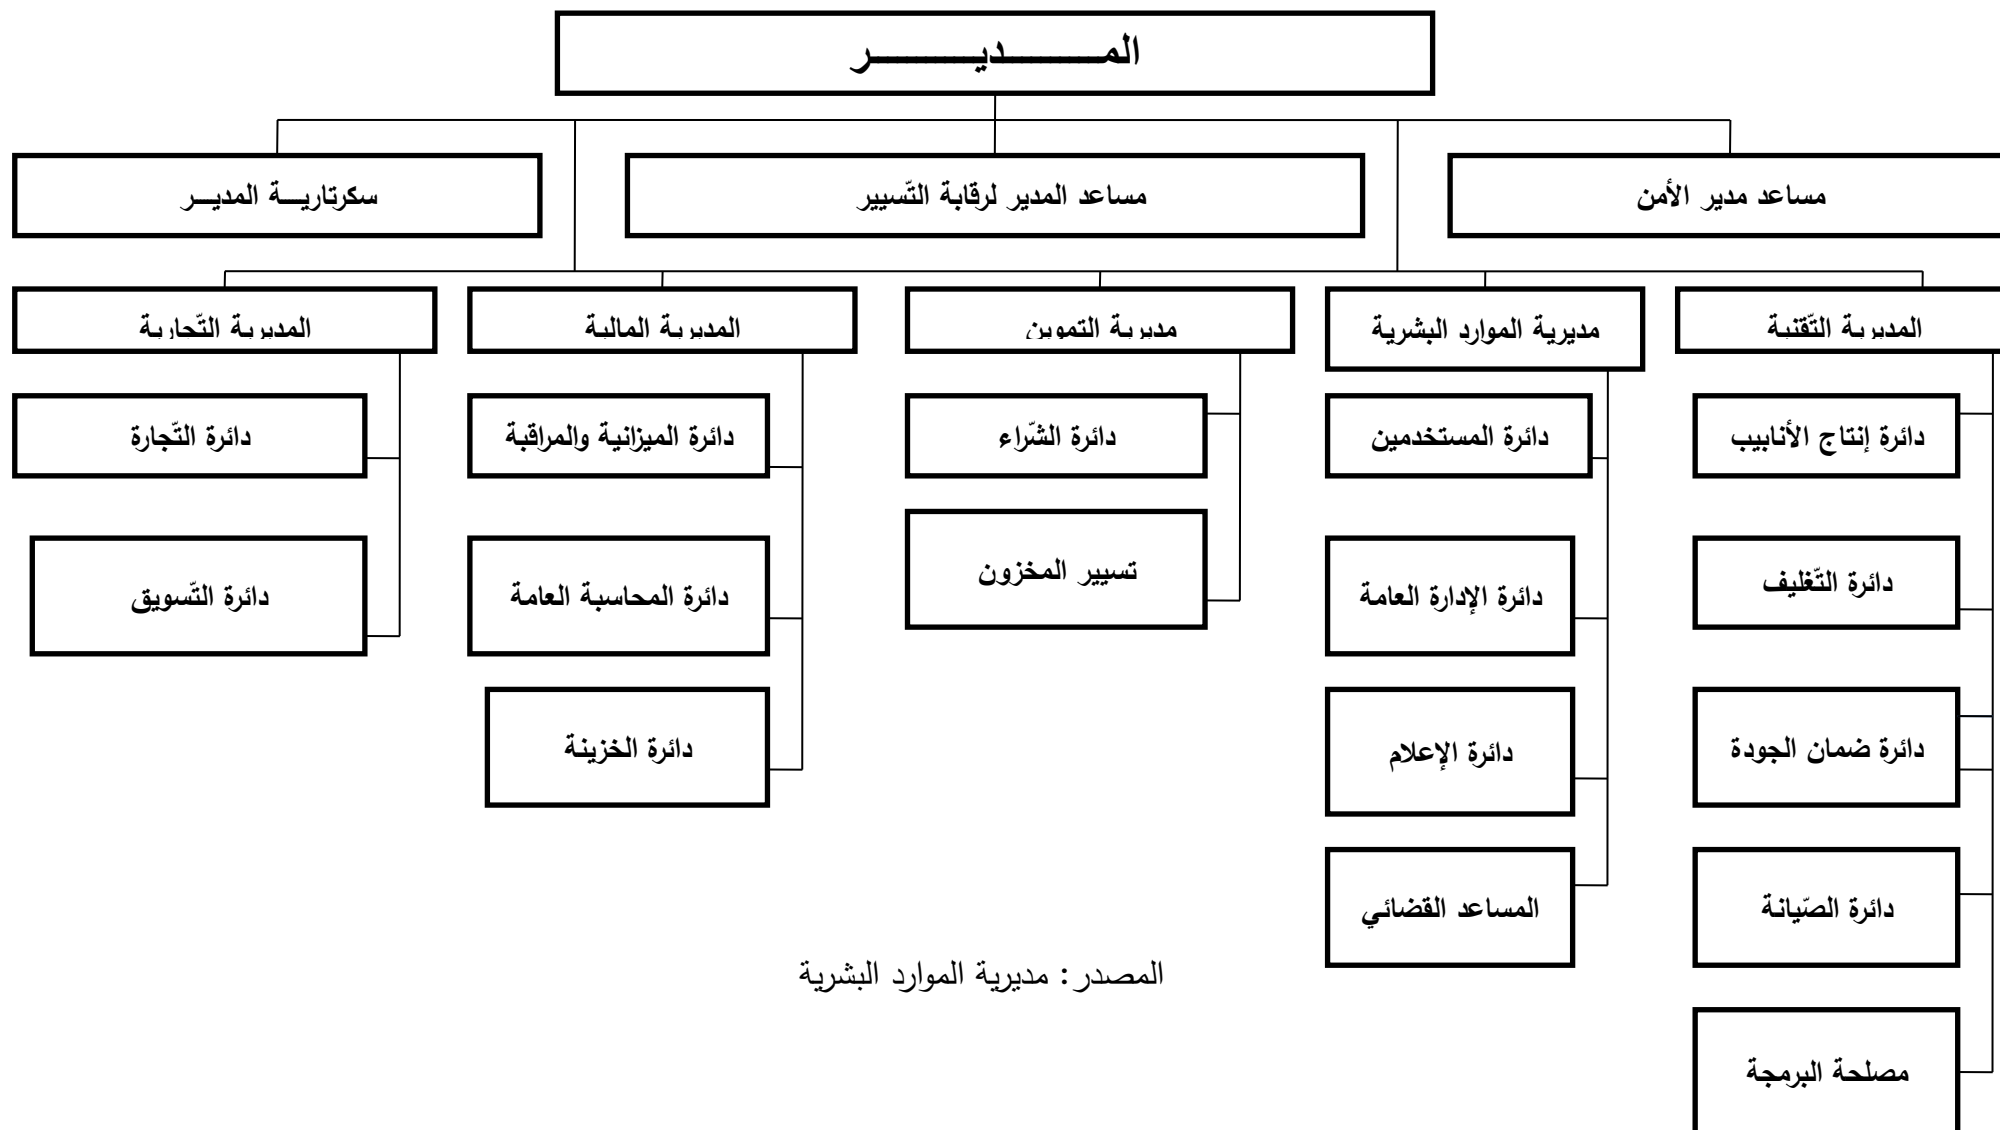 المـــــــــديـــــــــر
مساعد مدير الأمن
مساعد المدير لرقابة التّسيير
سكرتاريـــة المديـــر
المديرية التّقنية
مديرية الموارد البشرية
مديرية التموين
المديرية المالية
المديرية التّجارية
دائرة إنتاج الأنابيب
دائرة المستخدمين
دائرة الشّراء
دائرة الميزانية والمراقبة
دائرة التّجارة
دائرة التّغليف
دائرة الإدارة العامة
تسيير المخزون
دائرة المحاسبة العامة
دائرة التّسويق
دائرة ضمان الجودة
دائرة الإعلام
دائرة الخزينة
دائرة الصّيانة
المساعد القضائي
المصدر : مديرية الموارد البشرية
مصلحة البرمجة